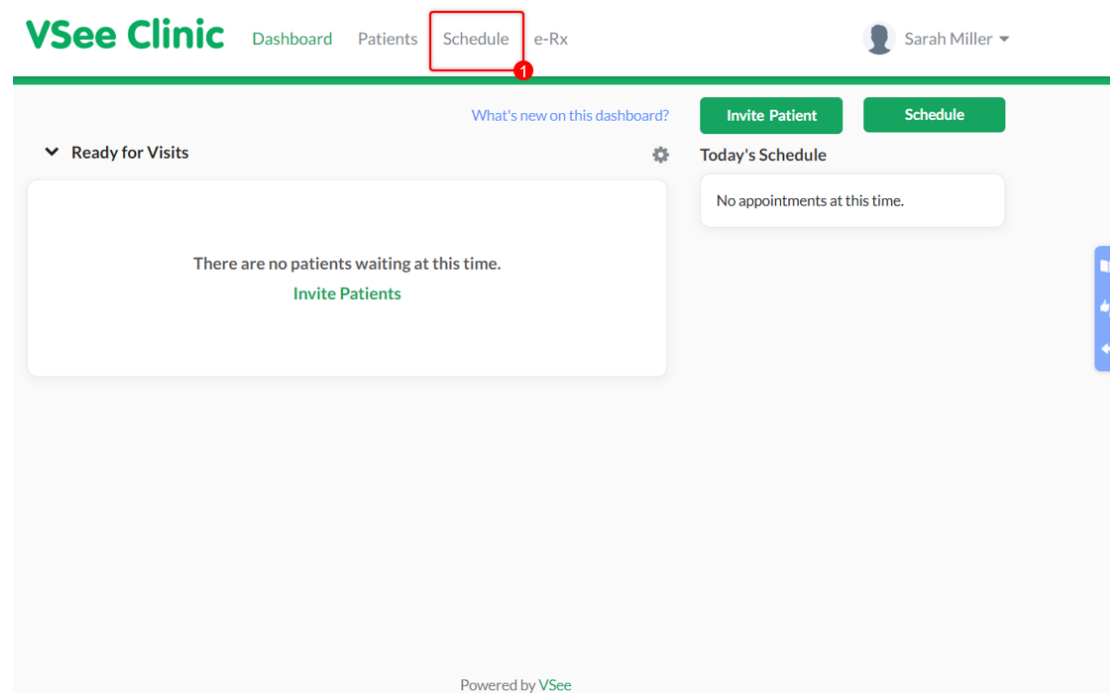 VSee Clinic Dashboard Patients Schedule e-Rx Sarah Miller
1
What's new on this dashboard? Invite Patient Schedule
Ready for Visits Today's Schedule
No appointments at this time.
There are no patients waiting at this time.
Invite Patients
Powered by VSee